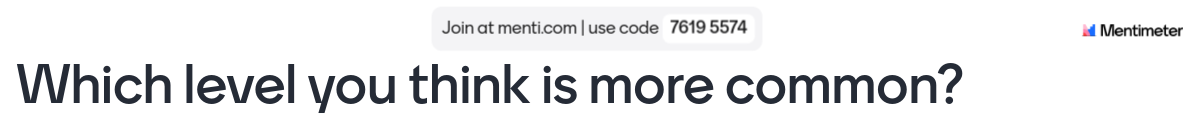 Join at menti.com | use code 7619 5574
Mentimeter
Which level you think is more common?